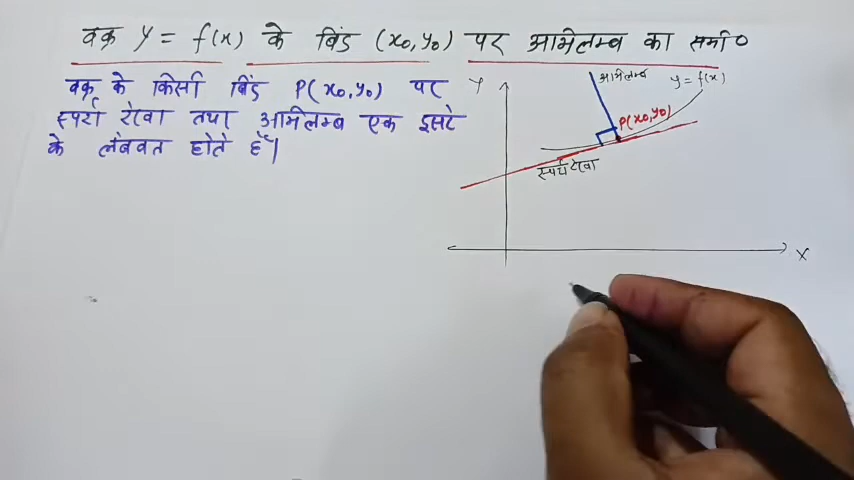 वक्र y = f(x) के बिंदु (x₀, y₀) पर अभिलम्ब का समी०
वक्र के किसी बिंदु P(x₀, y₀) पर
स्पर्श रेखा तथा अभिलम्ब एक दूसरे
के लंबवत होते हैं।
Y
अभिलम्ब
y = f(x)
P(x₀, y₀)
स्पर्श रेखा
X